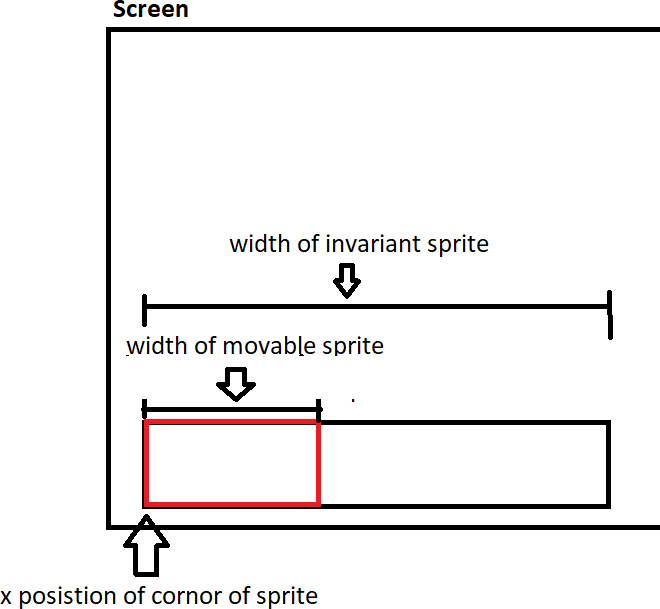 Screen
width of invariant sprite
width of movable sprite
x posistion of cornor of sprite